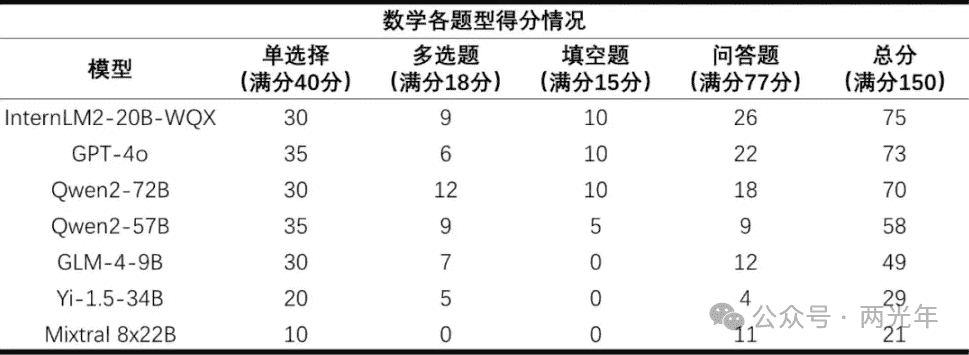 数学各题型得分情况
模型 单选择 (满分40分) 多选题 (满分18分) 填空题 (满分15分) 问答题 (满分77分) 总分 (满分150)
InternLM2-20B-WQX 30 9 10 26 75
GPT-4o 35 6 10 22 73
Qwen2-72B 30 12 10 18 70
Qwen2-57B 35 9 5 9 58
GLM-4-9B 30 7 0 12 49
Yi-1.5-34B 20 5 0 4 29
Mixtral 8x22B 10 0 0 11 21
公众号·两光年